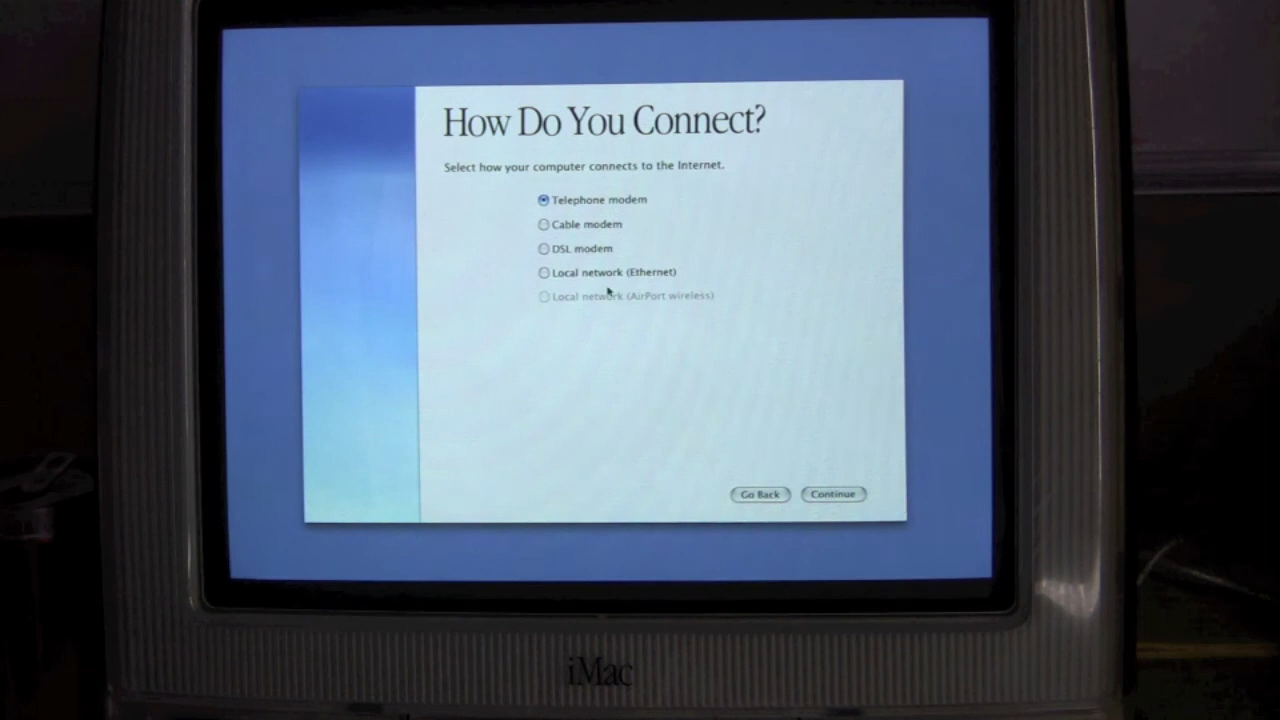 How Do You Connect?
Select how your computer connects to the Internet.
Telephone modem
Cable modem
DSL modem
Local network (Ethernet)
Local network (AirPort wireless)
Go Back Continue
iMac